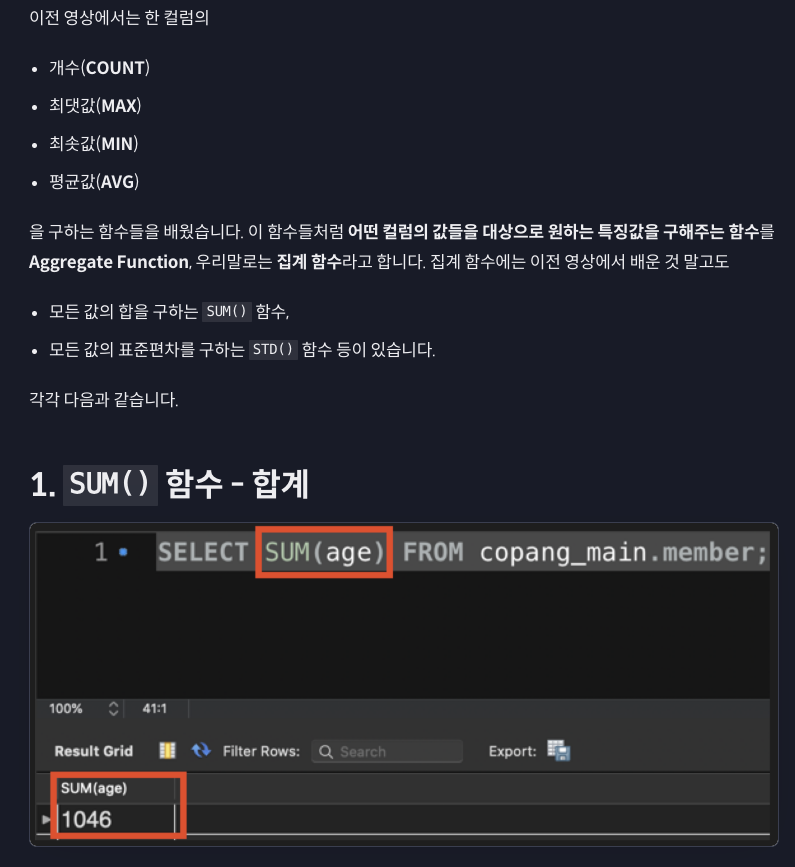 이전 영상에서는 한 컬럼의
• 개수(COUNT)
• 최댓값(MAX)
• 최솟값(MIN)
• 평균값(AVG)
을 구하는 함수들을 배웠습니다. 이 함수들처럼 어떤 컬럼의 값들을 대상으로 원하는 특징값을 구해주는 함수를
Aggregate Function, 우리말로는 집계 함수라고 합니다. 집계 함수에는 이전 영상에서 배운 것 말고도
• 모든 값의 합을 구하는 SUM() 함수,
• 모든 값의 표준편차를 구하는 STD() 함수 등이 있습니다.
각각 다음과 같습니다.
1. SUM() 함수 - 합계
1 SELECT SUM(age) FROM copang_main.member;
100% 41:1
Result Grid Filter Rows: Search Export:
SUM(age)
1046